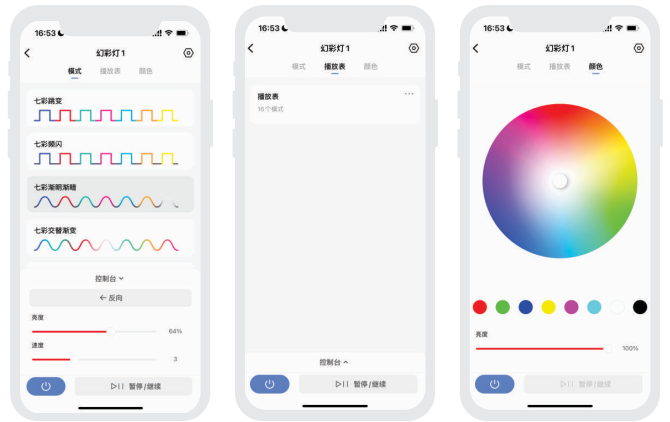 16:53
幻彩灯 1
模式 播放表 颜色
七彩跳变
七彩频闪
七彩渐明渐暗
七彩交替渐变
控制台
反向
亮度
64%
速度
3
暂停/继续
16:53
幻彩灯 1
模式 播放表 颜色
播放表
16个模式
控制台
暂停/继续
16:53
幻彩灯 1
模式 播放表 颜色
亮度
100%
暂停/继续